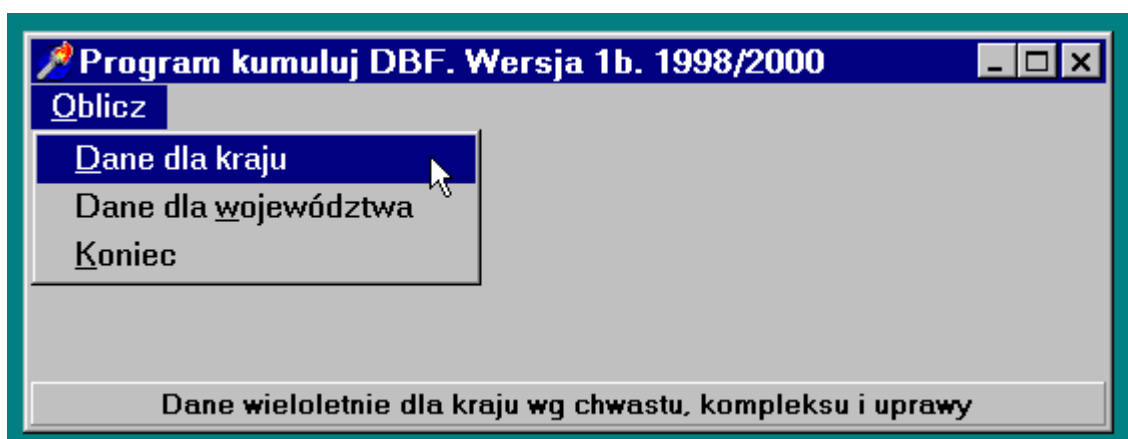 Program kumuluj DBF. Wersja 1b. 1998/2000
Oblicz
Dane dla kraju
Dane dla województwa
Koniec
Dane wieloletnie dla kraju wg chwastu, kompleksu i uprawy